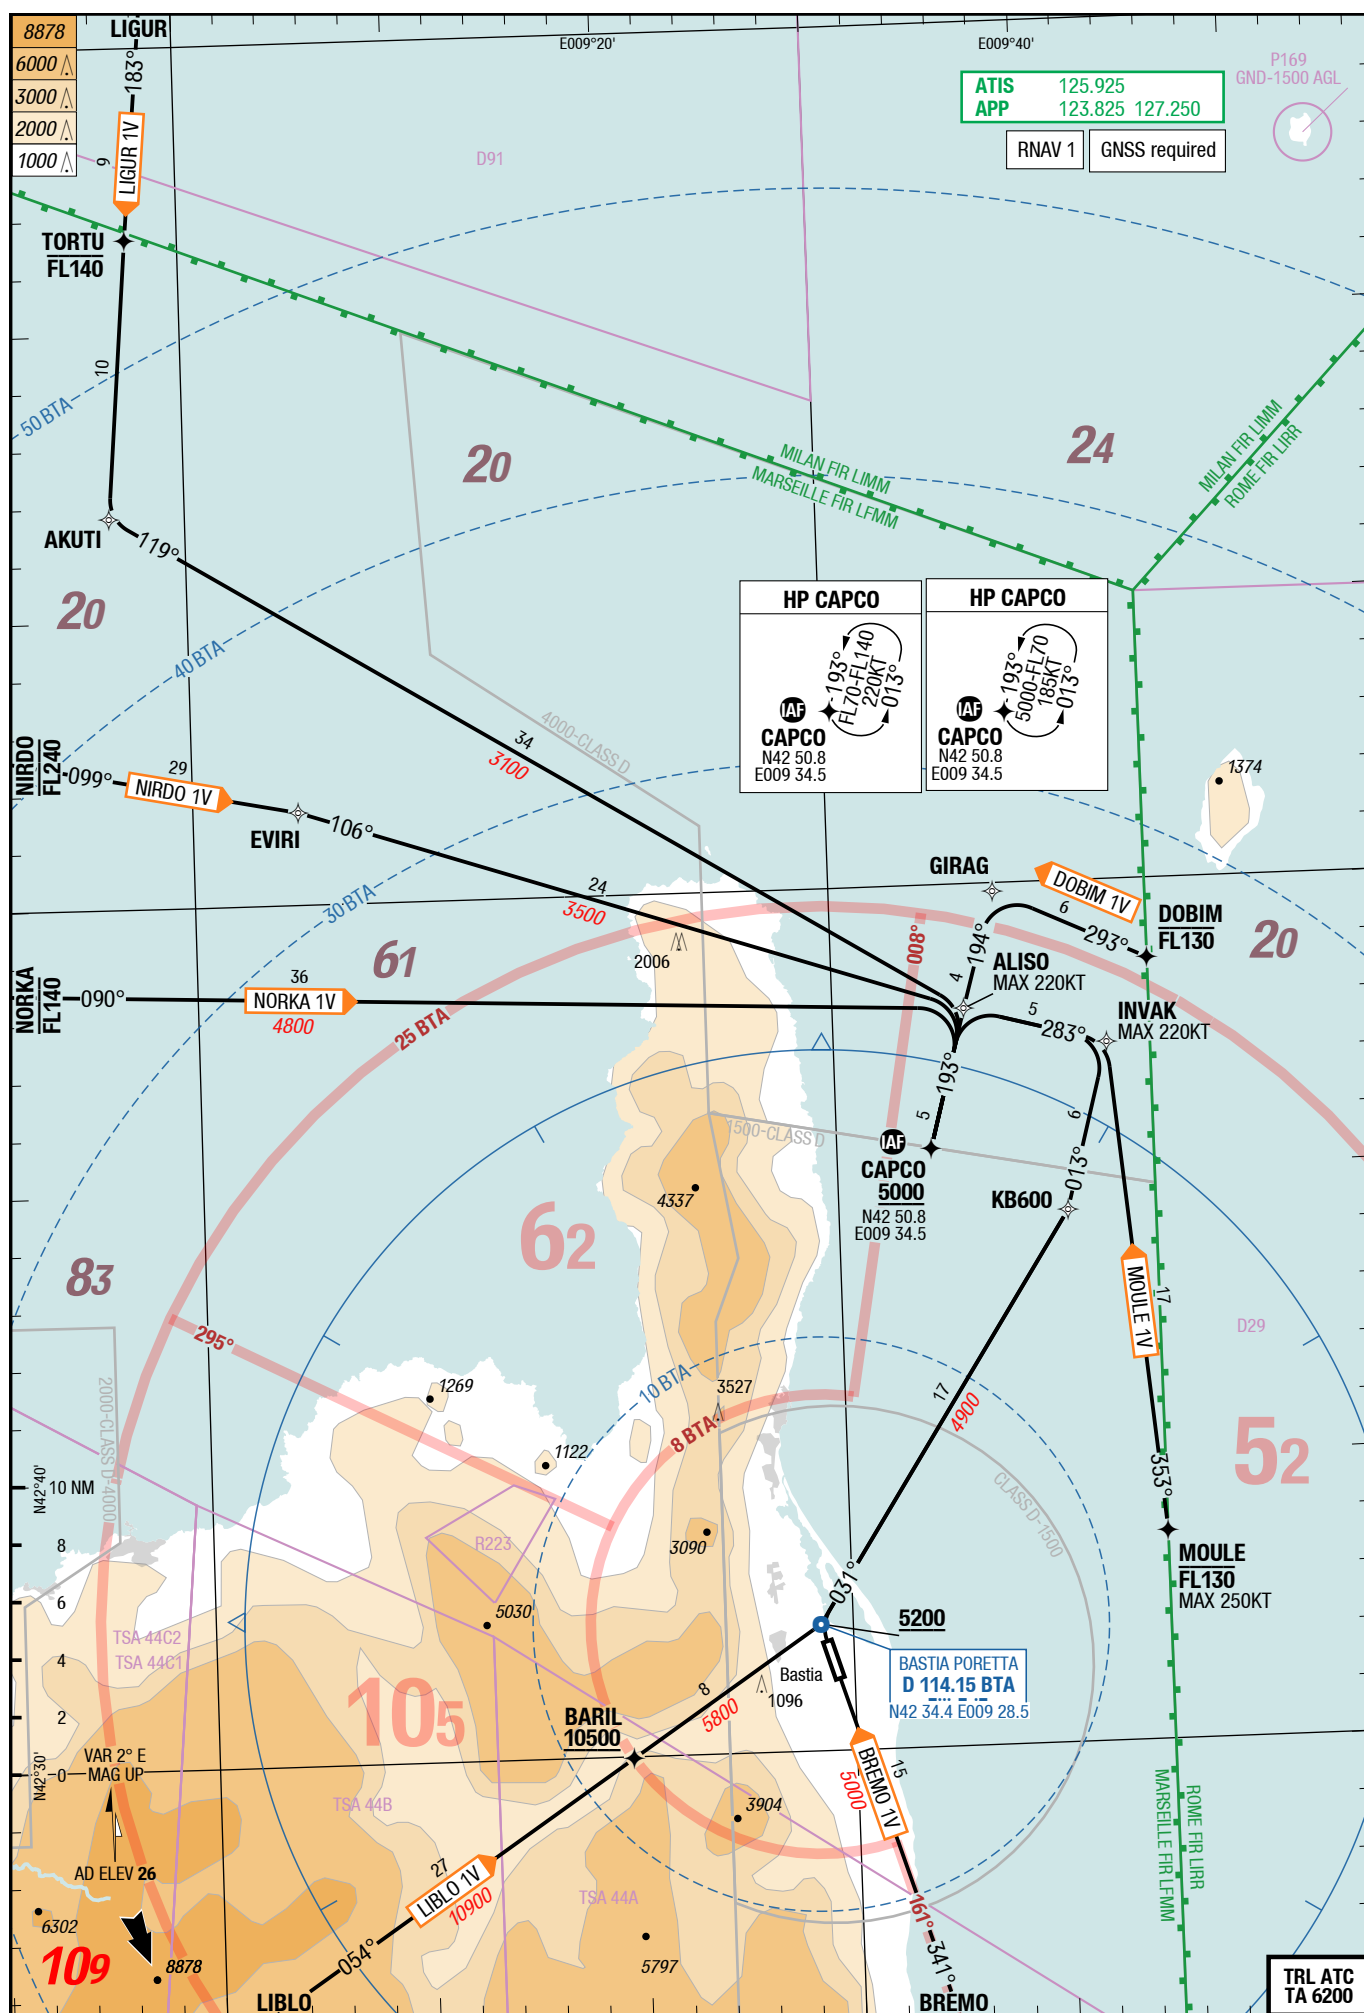 8878
6000
3000
2000
1000
LIGUR
183°
9
LIGUR 1V
E009°20'
E009°40'
ATIS 125.925
APP 123.825 127.250
RNAV 1
GNSS required
P169
GND-1500 AGL
D91
TORTU
FL140
10
50 BTA
20
24
MILAN FIR LIMM
MARSEILLE FIR LFMM
MILAN FIR LIMM
ROME FIR LIRR
AKUTI
119°
20
40 BTA
HP CAPCO
193°
FL70-FL140
220KT
013°
IAF
CAPCO
N42 50.8
E009 34.5
HP CAPCO
193°
5000-FL70
185KT
013°
IAF
CAPCO
N42 50.8
E009 34.5
4000-CLASS D
34
3100
NIRDO
FL240
099°
29
NIRDO 1V
EVIRI
106°
24
3500
1374
30 BTA
GIRAG
DOBIM 1V
6
293°
DOBIM
FL130
20
194°
4
ALISO
MAX 220KT
008°
61
2006
NORKA
FL140
090°
36
NORKA 1V
4800
25 BTA
5
283°
INVAK
MAX 220KT
193°
5
6
013°
1500-CLASS D
IAF
CAPCO
5000
N42 50.8
E009 34.5
KB600
4337
62
83
MOULE 1V
17
D29
295°
10 BTA
3527
8 BTA
1269
1122
17
4900
52
2000-CLASS D-4000
N42°40'
10 NM
8
6
4
2
0
R223
3090
CLASS D-1500
353°
MOULE
FL130
MAX 250KT
031°
5030
5200
TSA 44C2
TSA 44C1
BASTIA PORETTA
D 114.15 BTA
N42 34.4 E009 28.5
Bastia
1096
105
BARIL
10500
8
5800
N42°30'
VAR 2° E
MAG UP
AD ELEV 26
TSA 44B
3904
BREMO 1V
15
5000
ROME FIR LIRR
MARSEILLE FIR LFMM
27
LIBLO 1V
10900
TSA 44A
6302
109
8878
054°
LIBLO
5797
161°
341°
BREMO
TRL ATC
TA 6200